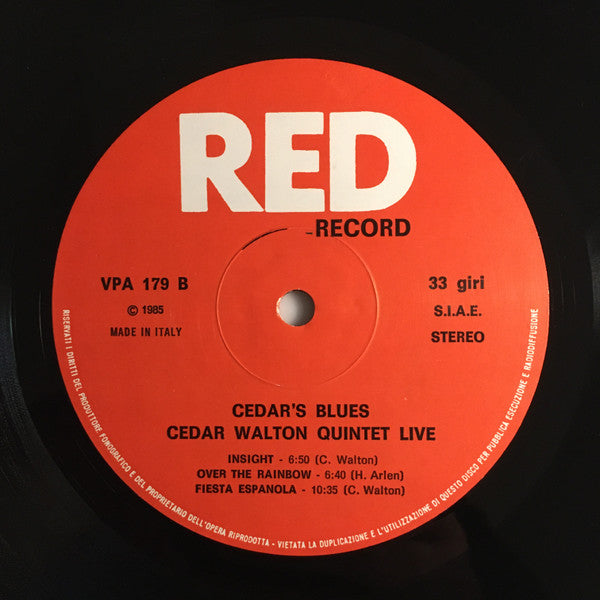 RED
RECORD
VPA 179 B
© 1985
MADE IN ITALY
33 giri
S.I.A.E.
STEREO
CEDAR'S BLUES
CEDAR WALTON QUINTET LIVE
INSIGHT - 6:50 (C. Walton)
OVER THE RAINBOW - 6:40 (H. Arlen)
FIESTA ESPANOLA - 10:35 (C. Walton)
RISERVATI I DIRITTI DEL PRODUTTORE FONOGRAFICO E DEL PROPRIETARIO DELL'OPERA RIPRODOTTA - VIETATA LA DUPLICAZIONE E L'UTILIZZAZIONE DI QUESTO DISCO PER PUBBLICA ESECUZIONE E RADIODIFFUSIONE